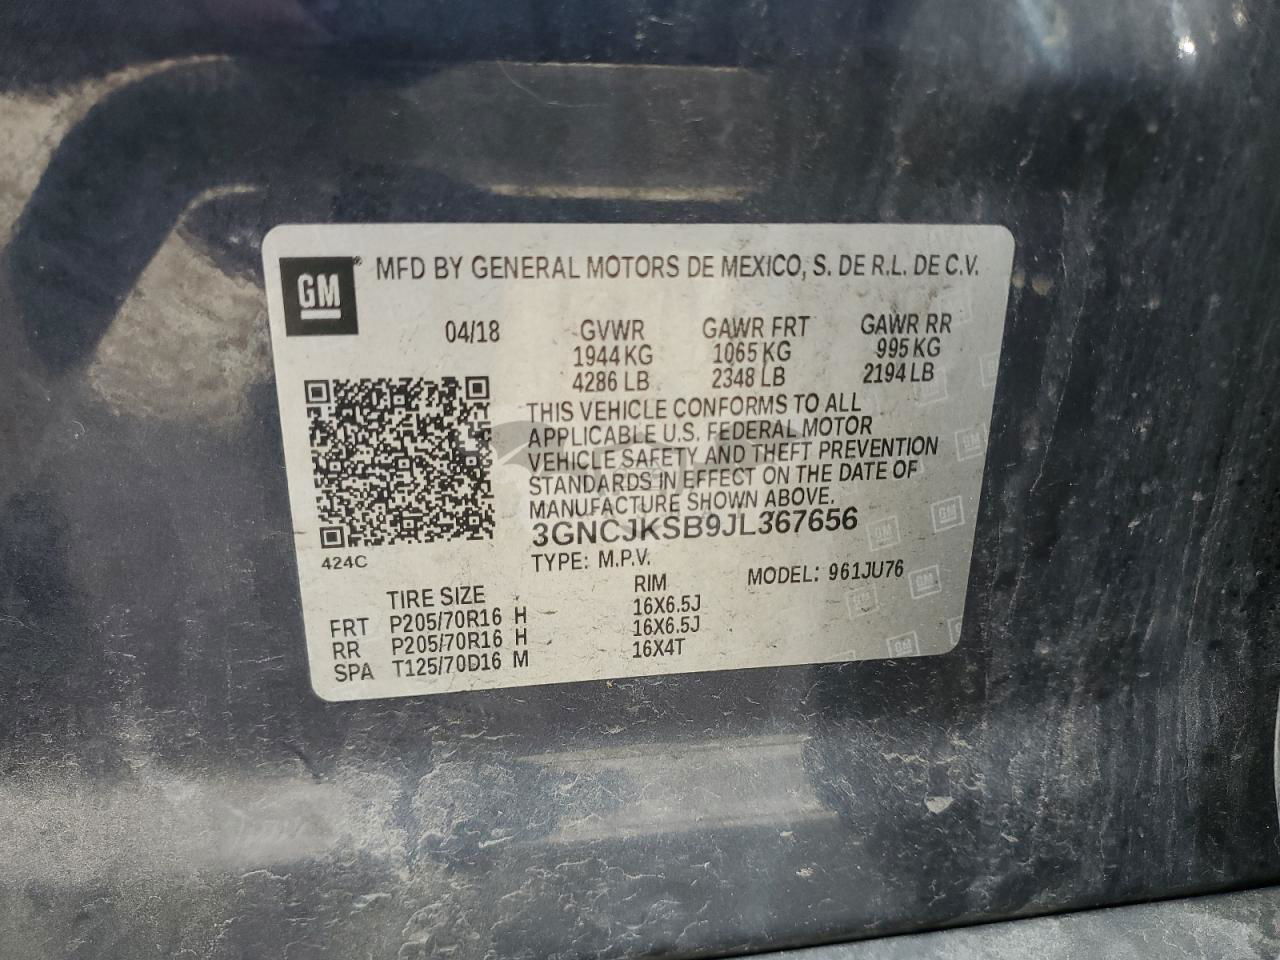 GM ® MFD BY GENERAL MOTORS DE MEXICO, S. DE R.L. DE C.V.
04/18 GVWR GAWR FRT GAWR RR
1944 KG 1065 KG 995 KG
4286 LB 2348 LB 2194 LB
THIS VEHICLE CONFORMS TO ALL
APPLICABLE U.S. FEDERAL MOTOR
VEHICLE SAFETY AND THEFT PREVENTION
STANDARDS IN EFFECT ON THE DATE OF
MANUFACTURE SHOWN ABOVE.
3GNCJKSB9JL367656
424C
TYPE: M.P.V. MODEL: 961JU76
TIRE SIZE RIM
FRT P205/70R16 H 16X6.5J
RR P205/70R16 H 16X6.5J
SPA T125/70D16 M 16X4T